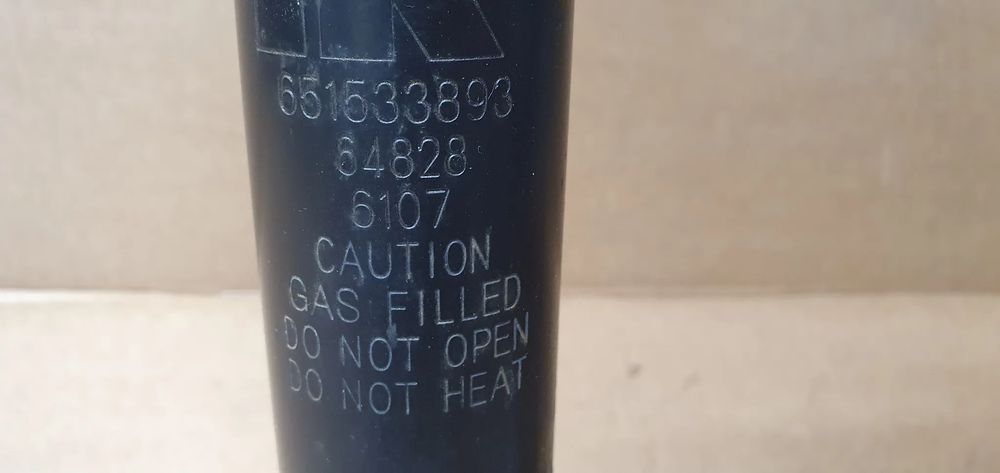 651533893
64828
6107
CAUTION
GAS FILLED
DO NOT OPEN
DO NOT HEAT